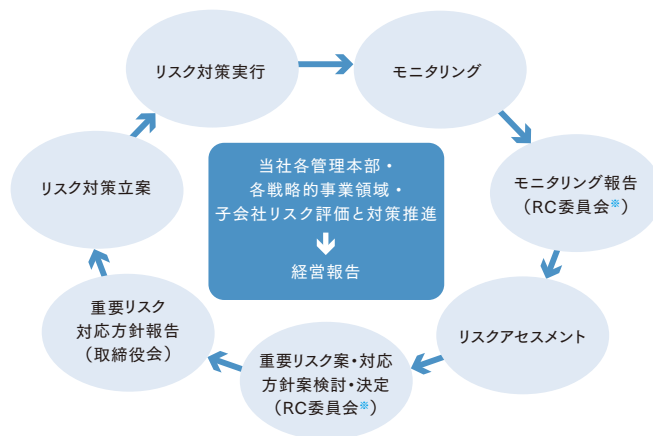 リスク対策実行
モニタリング
モニタリング報告
（RC委員会※）
リスクアセスメント
重要リスク案・対応
方針案検討・決定
（RC委員会※）
重要リスク
対応方針報告
（取締役会）
リスク対策立案
当社各管理本部・
各戦略的事業領域・
子会社リスク評価と対策推進
経営報告